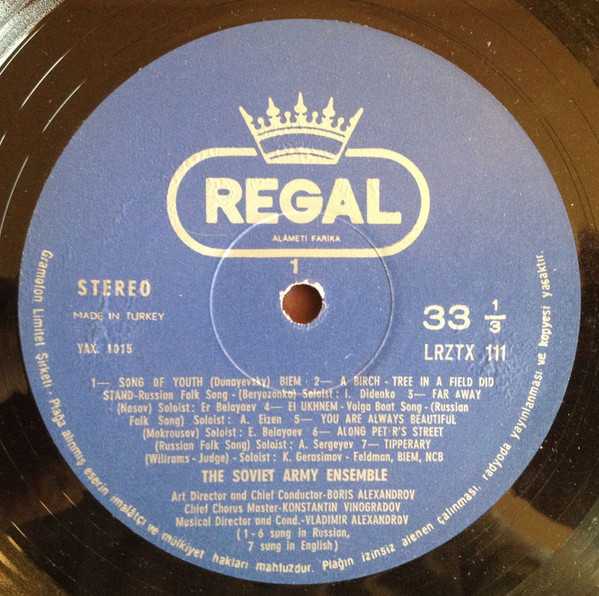 REGAL
ALÂMETİ FARİKA
1
STEREO
MADE IN TURKEY
33 1/3
YAX. 1015
LRZTX 111
1— SONG OF YOUTH (Dunayevsky) BIEM · 2— A BIRCH - TREE IN A FIELD DID
STAND-Russian Folk Song - (Beryozonka) Soloist : I. Didenko 3— FAR AWAY
(Nosov) Soloist : Er Belayaev 4— EI UKHNEM - Volga Boat Song - (Russian
Folk Song) Soloist : A. Eizen 5— YOU ARE ALWAYS BEAUTIFUL
(Mokrousov) Soloist : E. Belayaev 6— ALONG PET R'S STREET
(Russian Folk Song) Soloist : A. Sergeyev 7— TIPPERARY
(Williams - Judge) - Soloist : K. Gerasimov - Feldman, BIEM, NCB
THE SOVIET ARMY ENSEMBLE
Art Director and Chief Conductor-BORIS ALEXANDROV
Chief Chorus Master-KONSTANTIN VINOGRADOV
Musical Director and Cond.-VLADIMIR ALEXANDROV
(1-6 sung in Russian,
7 sung in English)
Gramofon Limitet Şirketi - Plağa alınmış eserin imalâtçı ve mülkiyet hakları mahfuzdur. Plağın izinsiz alenen çalınması, radyoda yayınlanması ve kopyesi yasaktır.